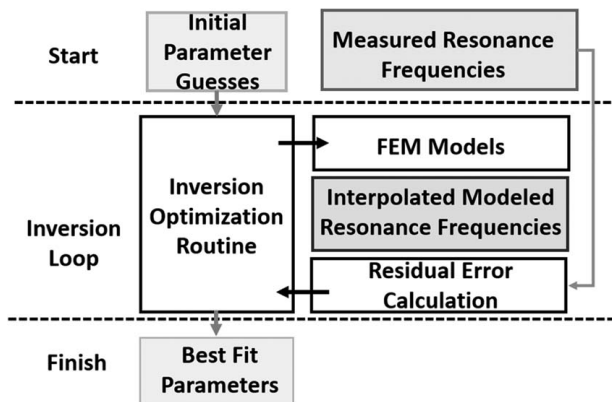 Start
Initial
Parameter
Guesses
Measured Resonance
Frequencies
Inversion
Loop
Inversion
Optimization
Routine
FEM Models
Interpolated Modeled
Resonance Frequencies
Residual Error
Calculation
Finish
Best Fit
Parameters